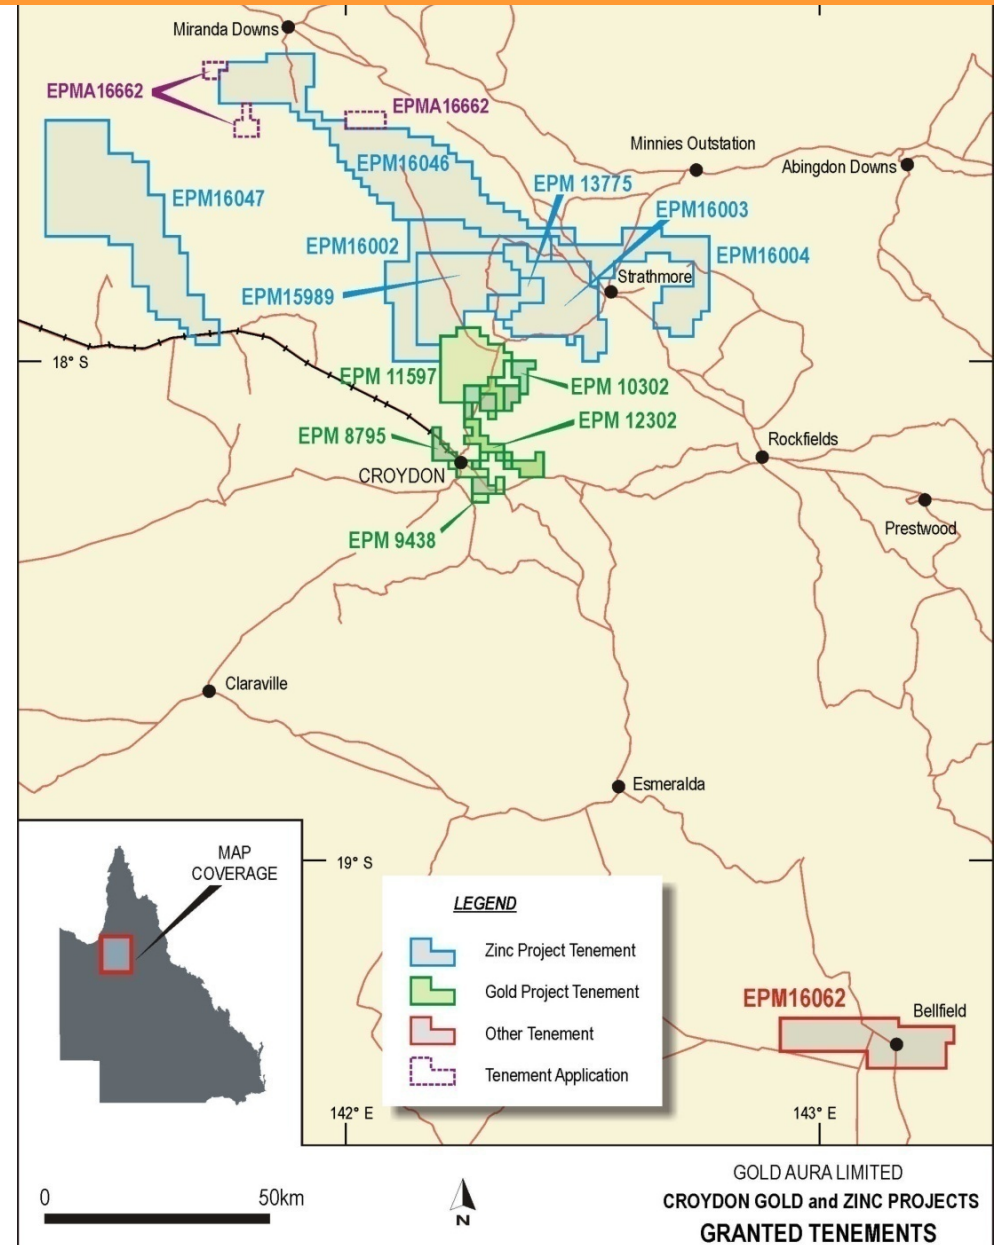 Miranda Downs
EPMA16662
EPMA16662
Minnies Outstation
EPM16046
Abingdon Downs
EPM 13775
EPM16047
EPM16003
EPM16002
EPM16004
Strathmore
EPM15989
18° S
EPM 11597
EPM 10302
EPM 12302
EPM 8795
Rockfields
CROYDON
Prestwood
EPM 9438
Claraville
Esmeralda
MAP
COVERAGE
19° S
LEGEND
Zinc Project Tenement
Gold Project Tenement
Other Tenement
Tenement Application
EPM16062
Bellfield
142° E
143° E
0
50km
N
GOLD AURA LIMITED
CROYDON GOLD and ZINC PROJECTS
GRANTED TENEMENTS